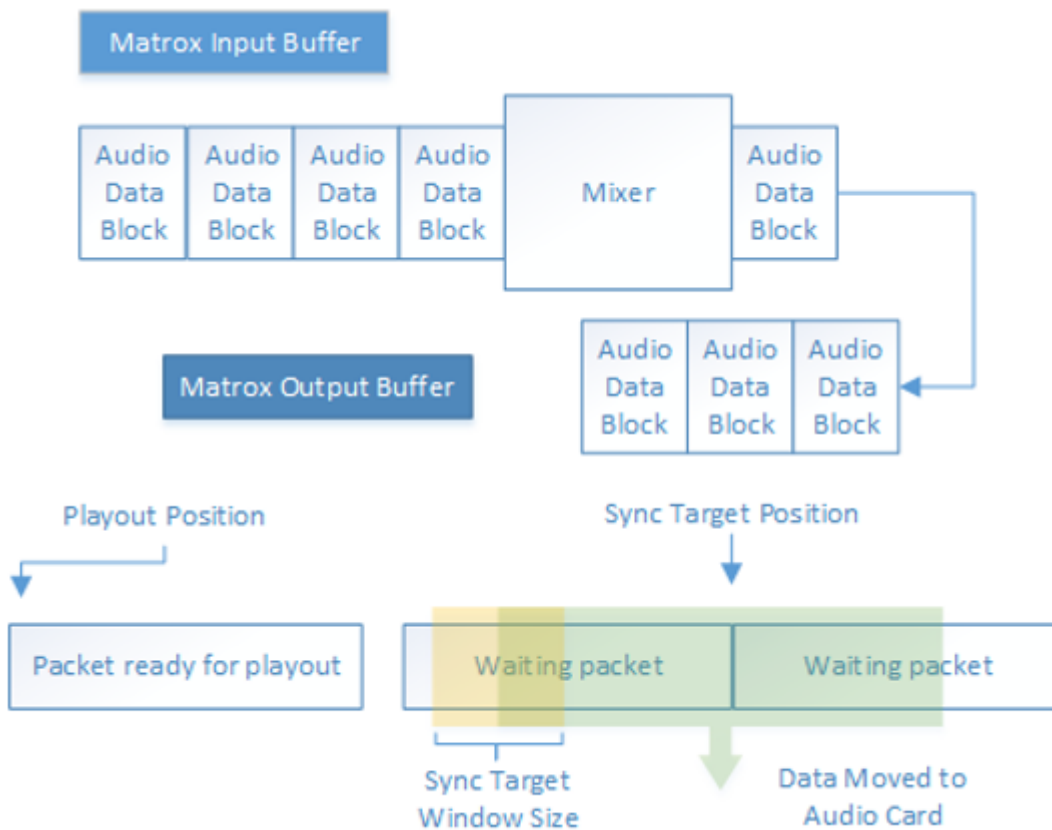 Matrox Input Buffer
Audio Data Block
Audio Data Block
Audio Data Block
Audio Data Block
Mixer
Audio Data Block
Matrox Output Buffer
Audio Data Block
Audio Data Block
Audio Data Block
Playout Position
Sync Target Position
Packet ready for playout
Waiting packet
Waiting packet
Sync Target
Window Size
Data Moved to
Audio Card